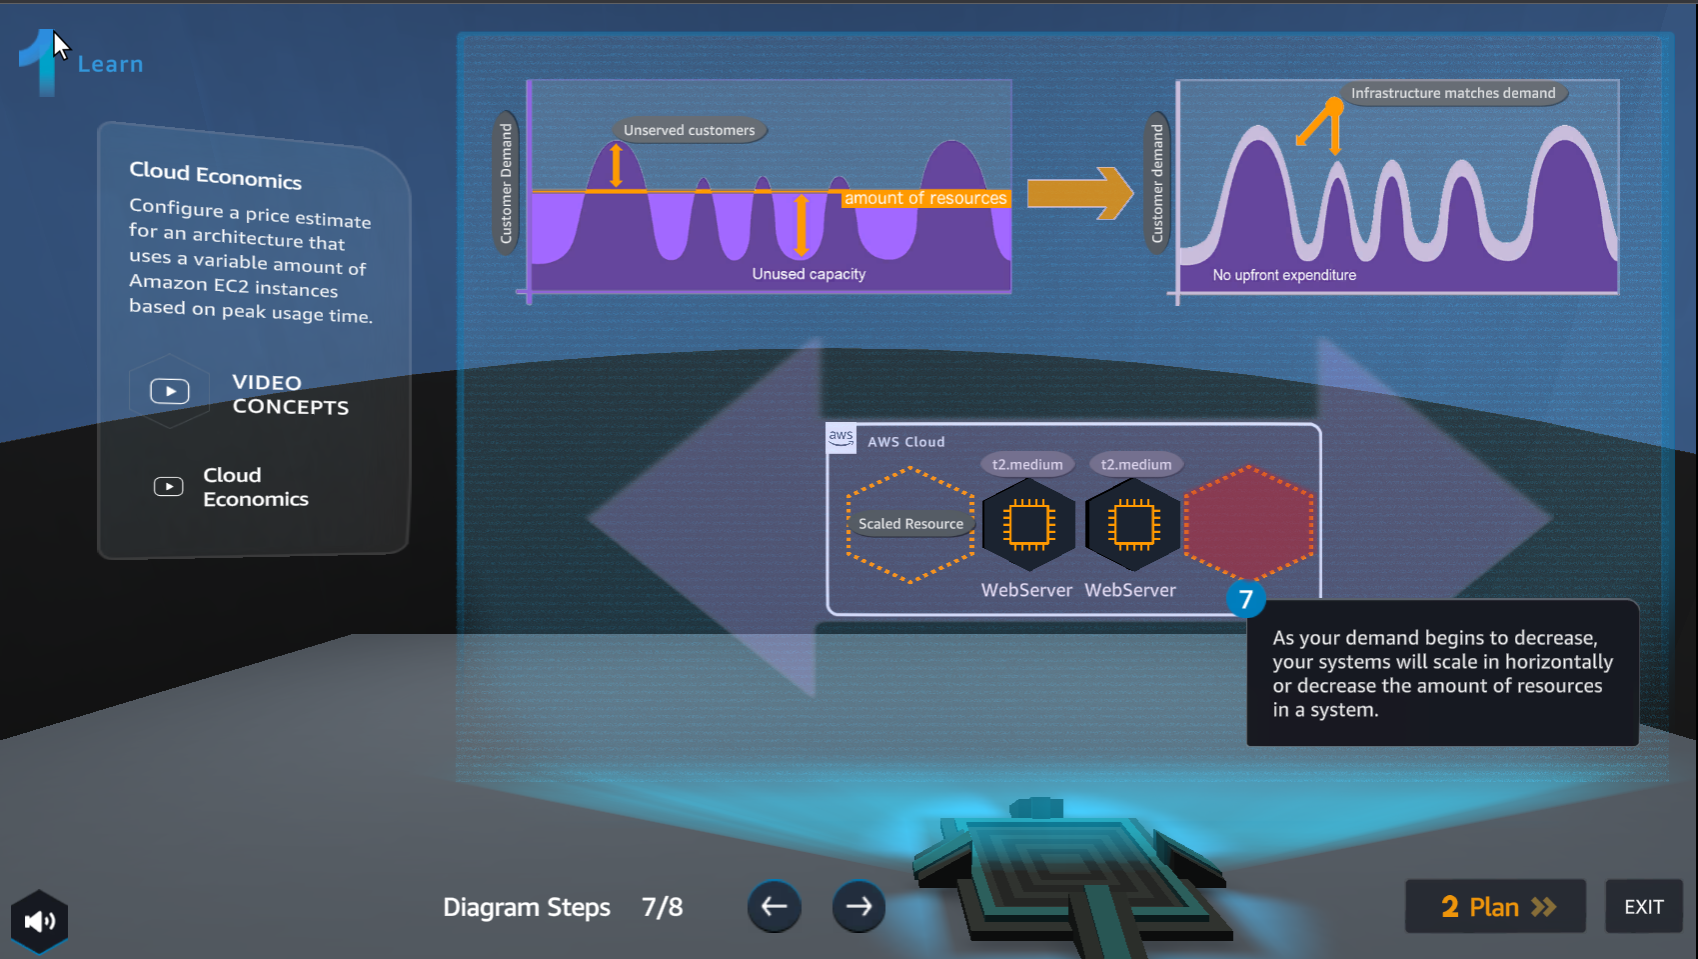 1 Learn
Cloud Economics
Configure a price estimate
for an architecture that
uses a variable amount of
Amazon EC2 instances
based on peak usage time.
VIDEO
CONCEPTS
Cloud
Economics
Customer Demand
Unserved customers
amount of resources
Unused capacity
Customer demand
Infrastructure matches demand
No upfront expenditure
aws
AWS Cloud
t2.medium
t2.medium
Scaled Resource
WebServer
WebServer
7
As your demand begins to decrease,
your systems will scale in horizontally
or decrease the amount of resources
in a system.
Diagram Steps 7/8
2 Plan
EXIT